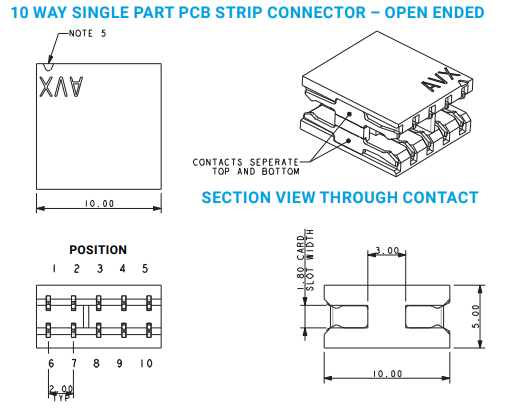 10 WAY SINGLE PART PCB STRIP CONNECTOR – OPEN ENDED
NOTE 5
AVX
AVX
CONTACTS SEPERATE
TOP AND BOTTOM
10.00
SECTION VIEW THROUGH CONTACT
POSITION
1 2 3 4 5
6 7 8 9 10
2.00
TYP
1.80 CARD
SLOT WIDTH
3.00
5.00
10.00